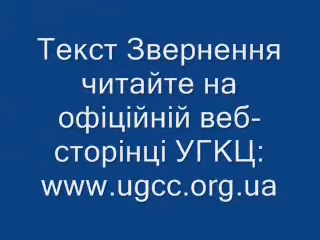 Текст Звернення
читайте на
офіційній веб-
сторінці УГКЦ:
www.ugcc.org.ua